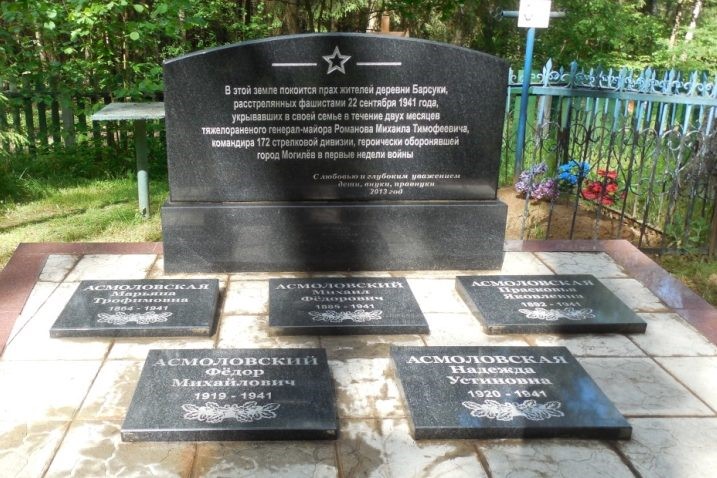 В этой земле покоится прах жителей деревни Барсуки,
расстрелянных фашистами 22 сентября 1941 года,
укрывавших в своей семье в течение двух месяцев
тяжелораненого генерал-майора Романова Михаила Тимофеевича,
командира 172 стрелковой дивизии, героически оборонявшей
город Могилёв в первые недели войны
С любовью и глубоким уважением
дети, внуки, правнуки
2013 год
АСМОЛОВСКАЯ
Марьяна
Трофимовна
1864 - 1941
АСМОЛОВСКИЙ
Михаил
Фёдорович
1885 - 1941
АСМОЛОВСКАЯ
Прасковья
Яковлевна
1892 - 1941
АСМОЛОВСКИЙ
Фёдор
Михайлович
1919 - 1941
АСМОЛОВСКАЯ
Надежда
Устиновна
1920 - 1941